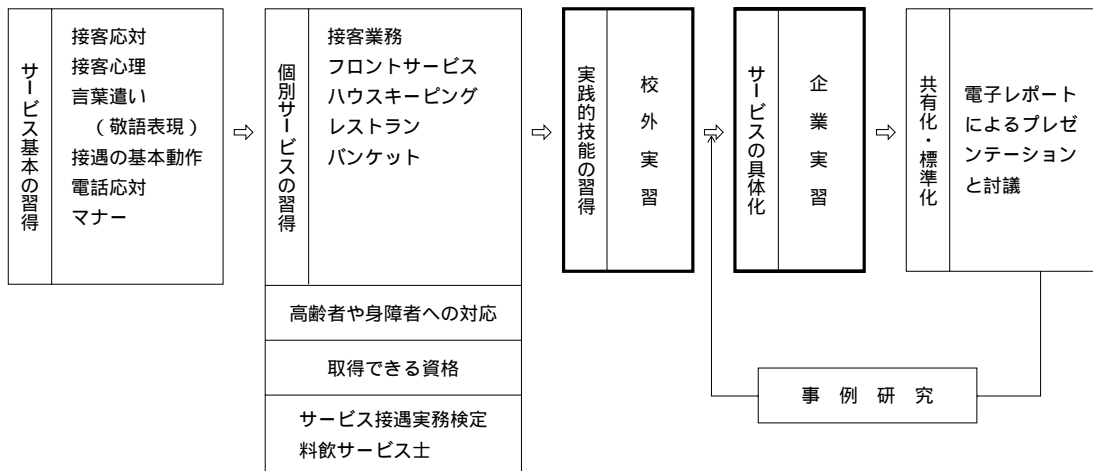 サービス基本の習得
接客応対
接客心理
言葉遣い
（敬語表現）
接遇の基本動作
電話応対
マナー
⇨
個別サービスの習得
接客業務
フロントサービス
ハウスキーピング
レストラン
バンケット
高齢者や身障者への対応
取得できる資格
サービス接遇実務検定
料飲サービス士
⇨
実践的技能の習得
校外実習
⇨
サービスの具体化
企業実習
⇨
共有化・標準化
電子レポート
によるプレゼ
ンテーション
と討議
事例研究